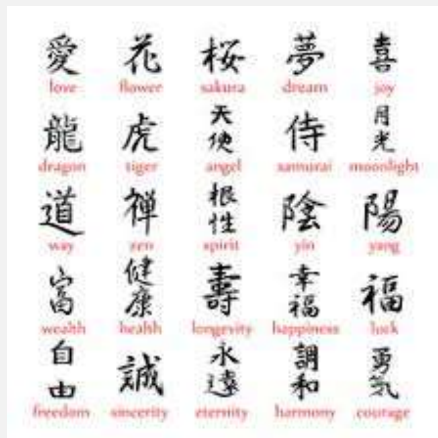 愛 花 桜 夢 喜
love flower sakura dream joy
龍 虎 天使 侍 月光
dragon tiger angel samurai moonlight
道 禅 根性 陰 陽
way zen spirit yin yang
富 健康 壽 幸福 福
wealth health longevity happiness luck
自由 誠 永遠 調和 勇気
freedom sincerity eternity harmony courage